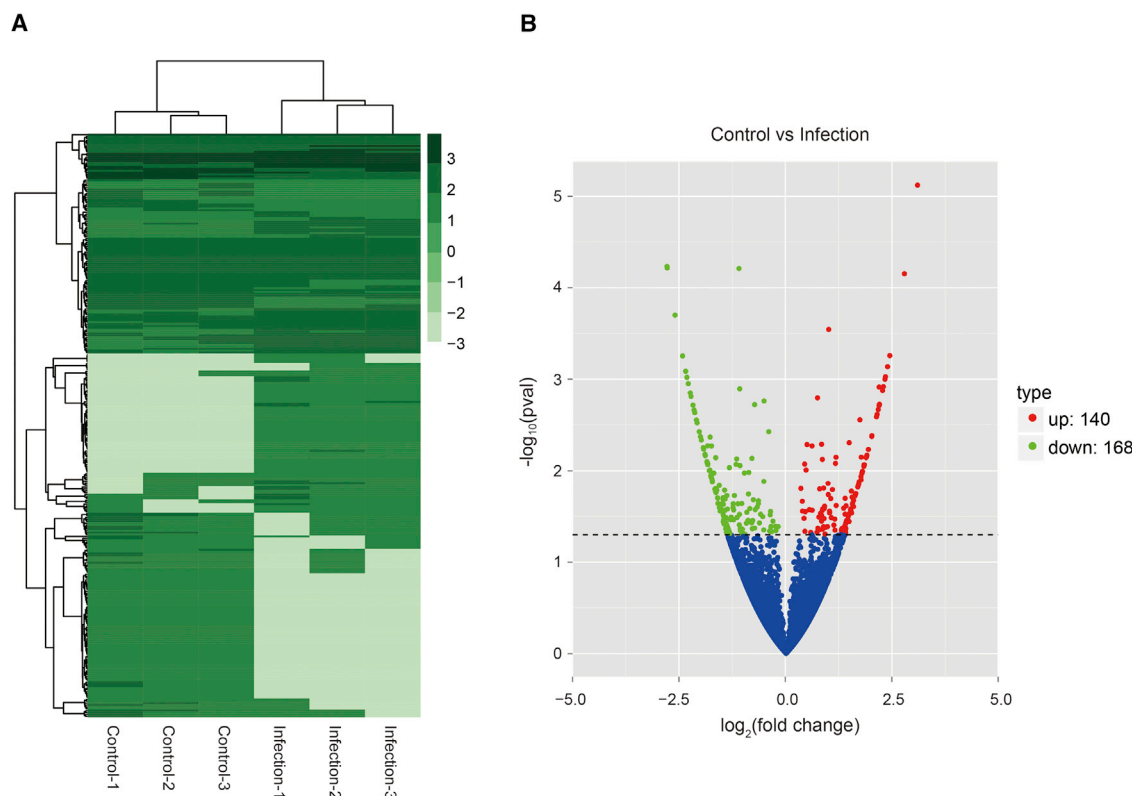 A
3
2
1
0
−1
−2
−3
Control-1
Control-2
Control-3
Infection-1
Infection-2
Infection-3
B
Control vs Infection
5
4
3
2
1
0
-log10(pval)
−5.0
−2.5
0.0
2.5
5.0
log2(fold change)
type
up: 140
down: 168